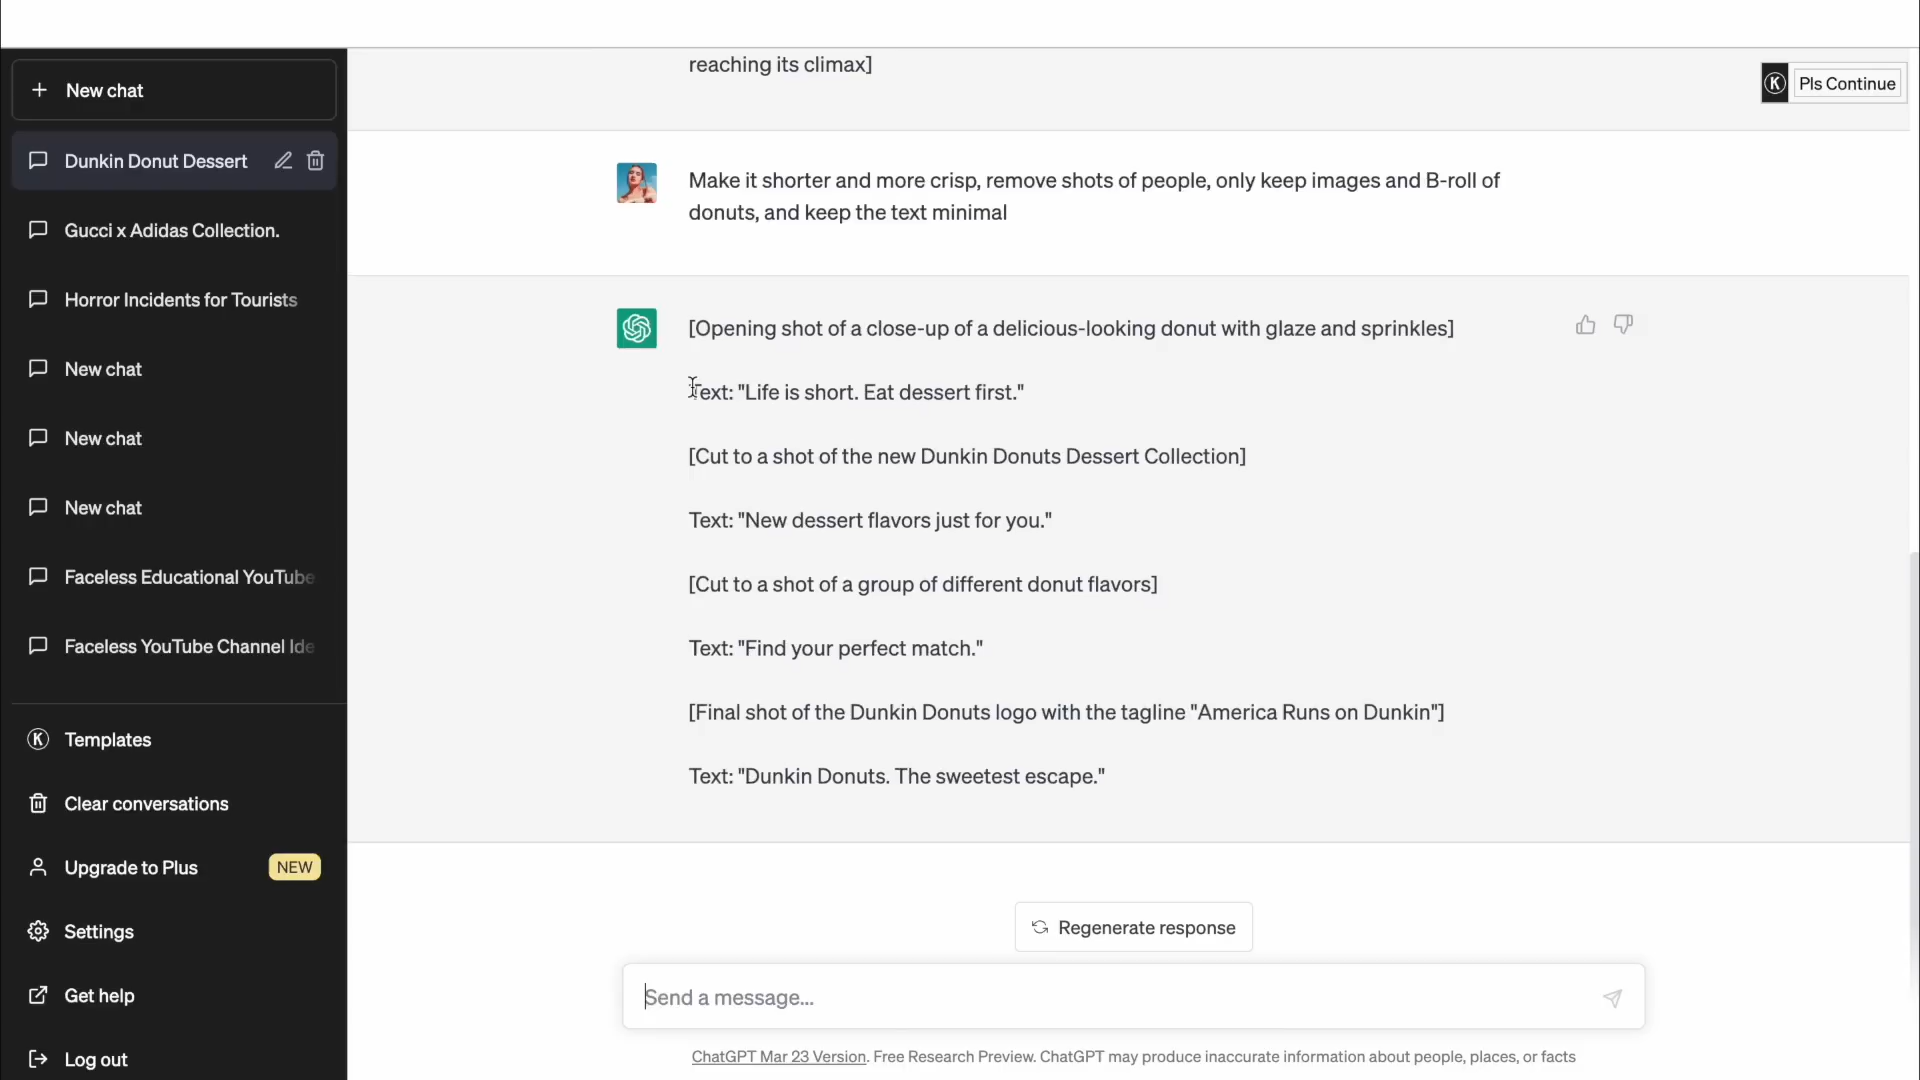 New chat
Dunkin Donut Dessert
Gucci x Adidas Collection.
Horror Incidents for Tourists
New chat
New chat
New chat
Faceless Educational YouTube
Faceless YouTube Channel Ide
Templates
Clear conversations
Upgrade to Plus NEW
Settings
Get help
Log out
reaching its climax]
K Pls Continue
Make it shorter and more crisp, remove shots of people, only keep images and B-roll of
donuts, and keep the text minimal
[Opening shot of a close-up of a delicious-looking donut with glaze and sprinkles]
Text: "Life is short. Eat dessert first."
[Cut to a shot of the new Dunkin Donuts Dessert Collection]
Text: "New dessert flavors just for you."
[Cut to a shot of a group of different donut flavors]
Text: "Find your perfect match."
[Final shot of the Dunkin Donuts logo with the tagline "America Runs on Dunkin"]
Text: "Dunkin Donuts. The sweetest escape."
Regenerate response
Send a message...
ChatGPT Mar 23 Version. Free Research Preview. ChatGPT may produce inaccurate information about people, places, or facts